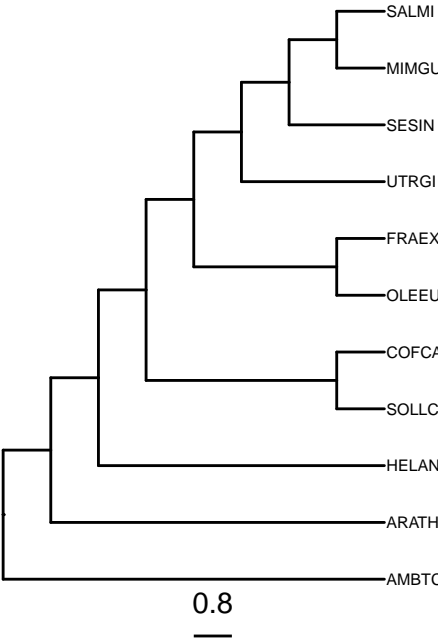 SALMI
MIMGU
SESIN
UTRGI
FRAEX
OLEEU
COFCA
SOLLC
HELAN
ARATH
AMBTC
0.8